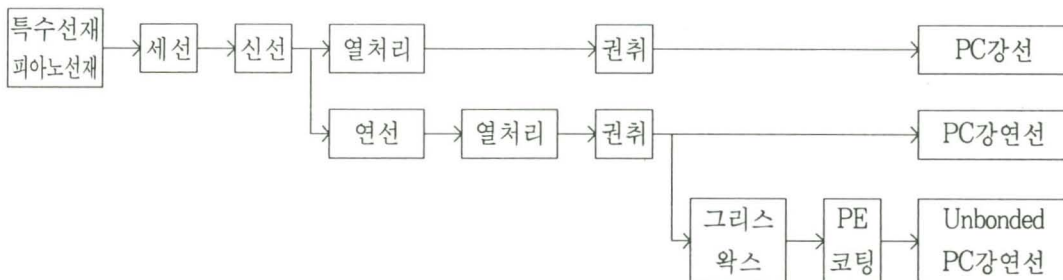 특수선재
피아노선재
세선
신선
열처리
권취
PC강선
연선
열처리
권취
PC강연선
그리스
왁스
PE
코팅
Unbonded
PC강연선